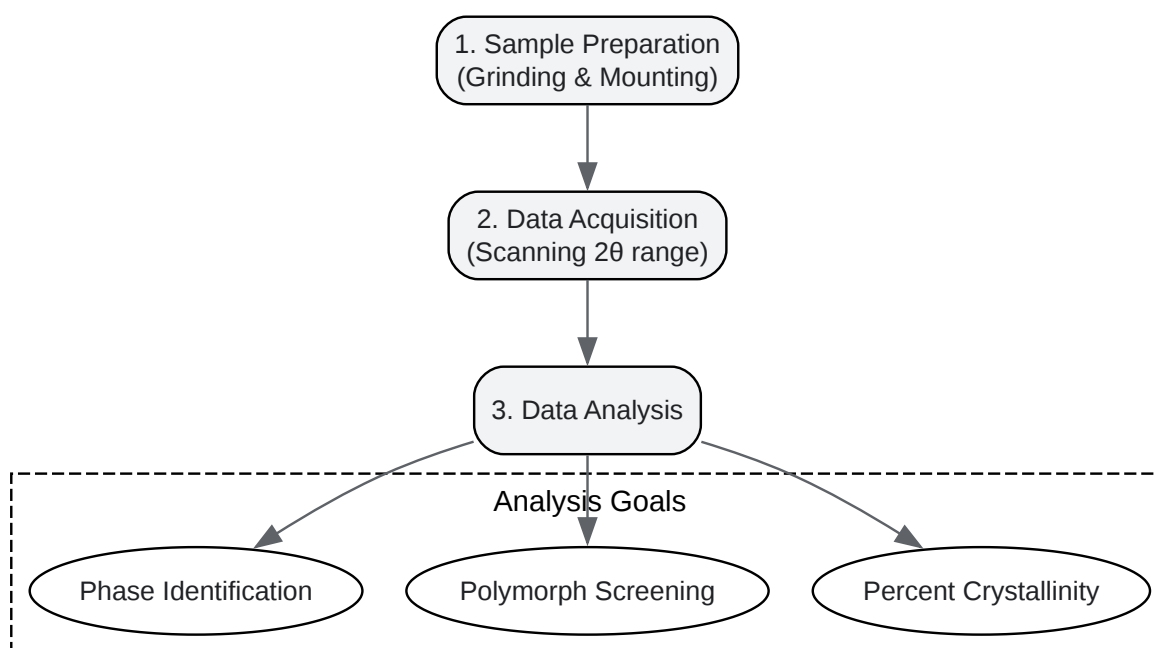 1. Sample Preparation
(Grinding & Mounting)
2. Data Acquisition
(Scanning 2θ range)
3. Data Analysis
Analysis Goals
Phase Identification
Polymorph Screening
Percent Crystallinity